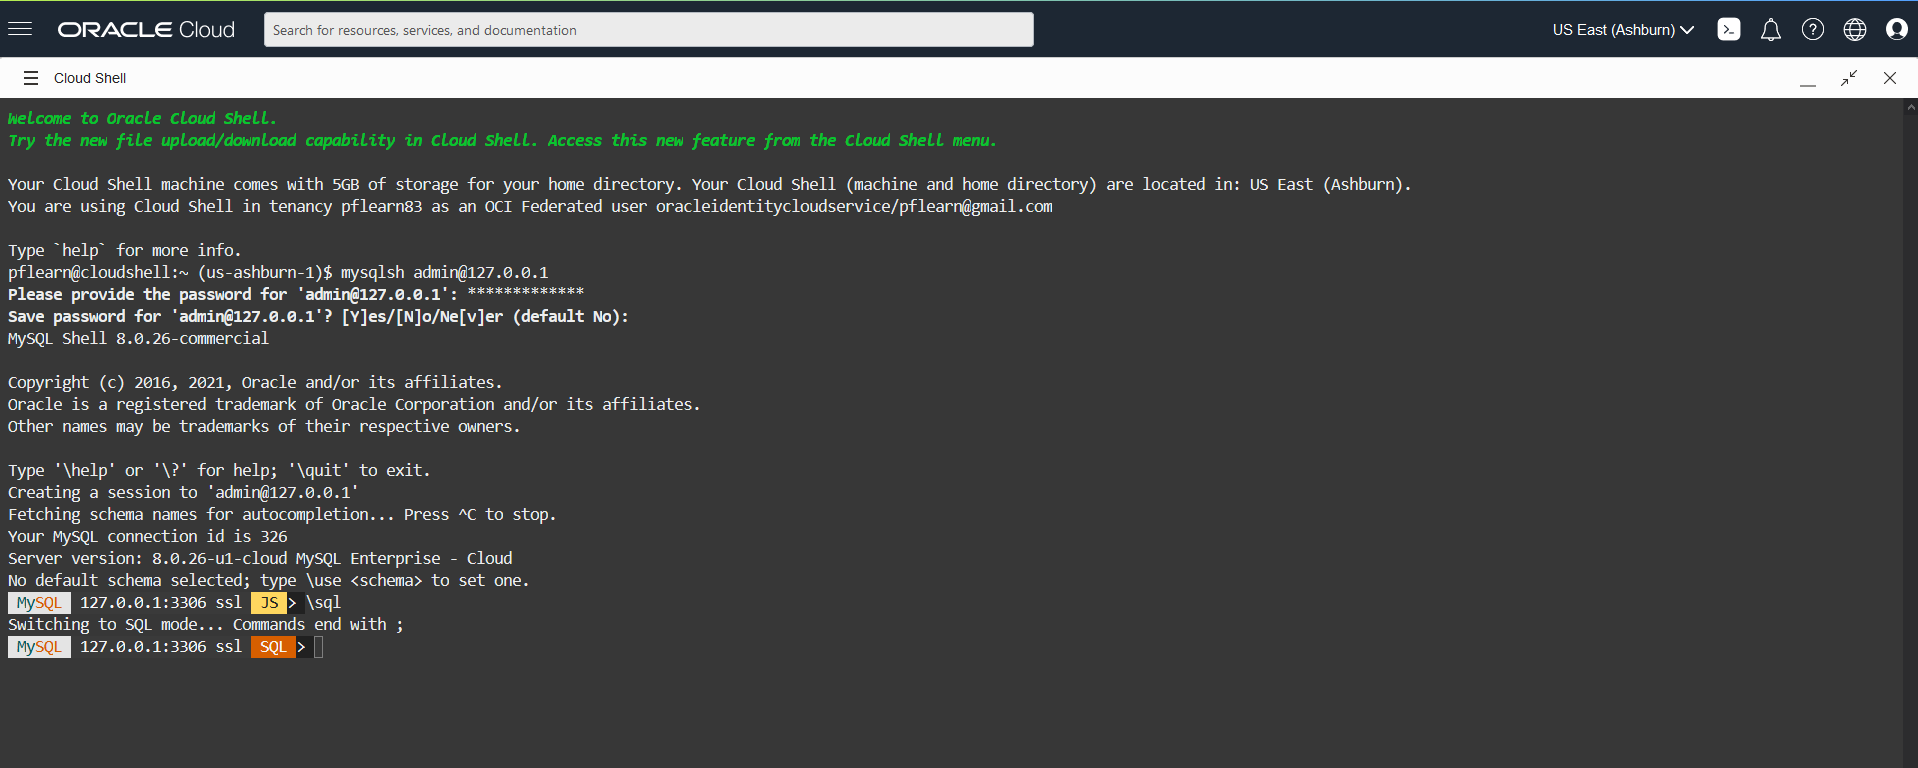 ORACLE Cloud
Search for resources, services, and documentation
US East (Ashburn)
Cloud Shell
Welcome to Oracle Cloud Shell.
Try the new file upload/download capability in Cloud Shell. Access this new feature from the Cloud Shell menu.
Your Cloud Shell machine comes with 5GB of storage for your home directory. Your Cloud Shell (machine and home directory) are located in: US East (Ashburn).
You are using Cloud Shell in tenancy pflearn83 as an OCI Federated user oracleidentitycloudservice/pflearn@gmail.com
Type `help` for more info.
pflearn@cloudshell:~ (us-ashburn-1)$ mysqlsh admin@127.0.0.1
Please provide the password for 'admin@127.0.0.1': *************
Save password for 'admin@127.0.0.1'? [Y]es/[N]o/Ne[v]er (default No):
MySQL Shell 8.0.26-commercial
Copyright (c) 2016, 2021, Oracle and/or its affiliates.
Oracle is a registered trademark of Oracle Corporation and/or its affiliates.
Other names may be trademarks of their respective owners.
Type '\help' or '\?' for help; '\quit' to exit.
Creating a session to 'admin@127.0.0.1'
Fetching schema names for autocompletion... Press ^C to stop.
Your MySQL connection id is 326
Server version: 8.0.26-u1-cloud MySQL Enterprise - Cloud
No default schema selected; type \use <schema> to set one.
MySQL 127.0.0.1:3306 ssl JS > \sql
Switching to SQL mode... Commands end with ;
MySQL 127.0.0.1:3306 ssl SQL >